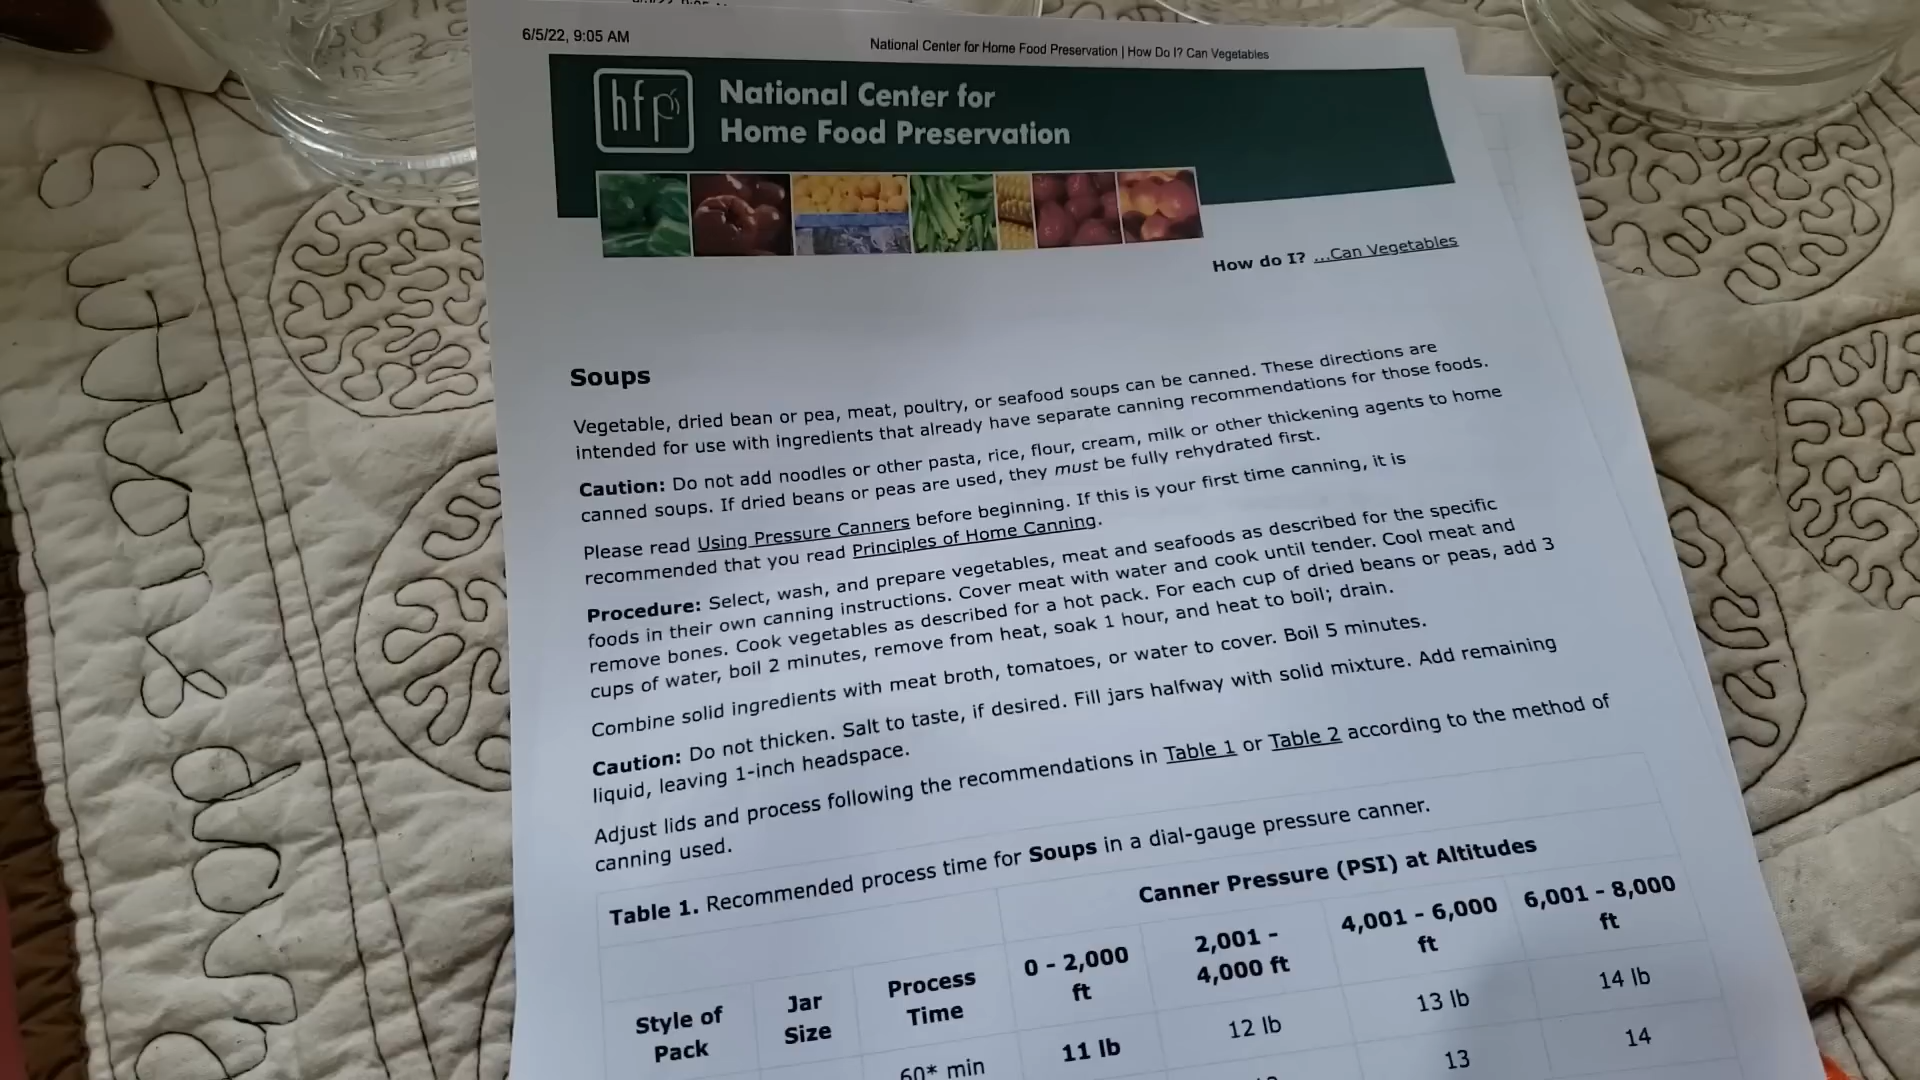 6/5/22, 9:05 AM
National Center for Home Food Preservation | How Do I? Can Vegetables
hfp
National Center for
Home Food Preservation
How do I? ...Can Vegetables
Soups
Vegetable, dried bean or pea, meat, poultry, or seafood soups can be canned. These directions are
intended for use with ingredients that already have separate canning recommendations for those foods.
Caution: Do not add noodles or other pasta, rice, flour, cream, milk or other thickening agents to home
canned soups. If dried beans or peas are used, they must be fully rehydrated first.
Please read Using Pressure Canners before beginning. If this is your first time canning, it is
recommended that you read Principles of Home Canning.
Procedure: Select, wash, and prepare vegetables, meat and seafoods as described for the specific
foods in their own canning instructions. Cover meat with water and cook until tender. Cool meat and
remove bones. Cook vegetables as described for a hot pack. For each cup of dried beans or peas, add 3
cups of water, boil 2 minutes, remove from heat, soak 1 hour, and heat to boil; drain.
Combine solid ingredients with meat broth, tomatoes, or water to cover. Boil 5 minutes.
Caution: Do not thicken. Salt to taste, if desired. Fill jars halfway with solid mixture. Add remaining
liquid, leaving 1-inch headspace.
Adjust lids and process following the recommendations in Table 1 or Table 2 according to the method of
canning used.
Table 1. Recommended process time for Soups in a dial-gauge pressure canner.
Canner Pressure (PSI) at Altitudes
Style of Pack Jar Size Process Time 0 - 2,000 ft 2,001 - 4,000 ft 4,001 - 6,000 ft 6,001 - 8,000 ft
60* min 11 lb 12 lb 13 lb 14 lb
13 14